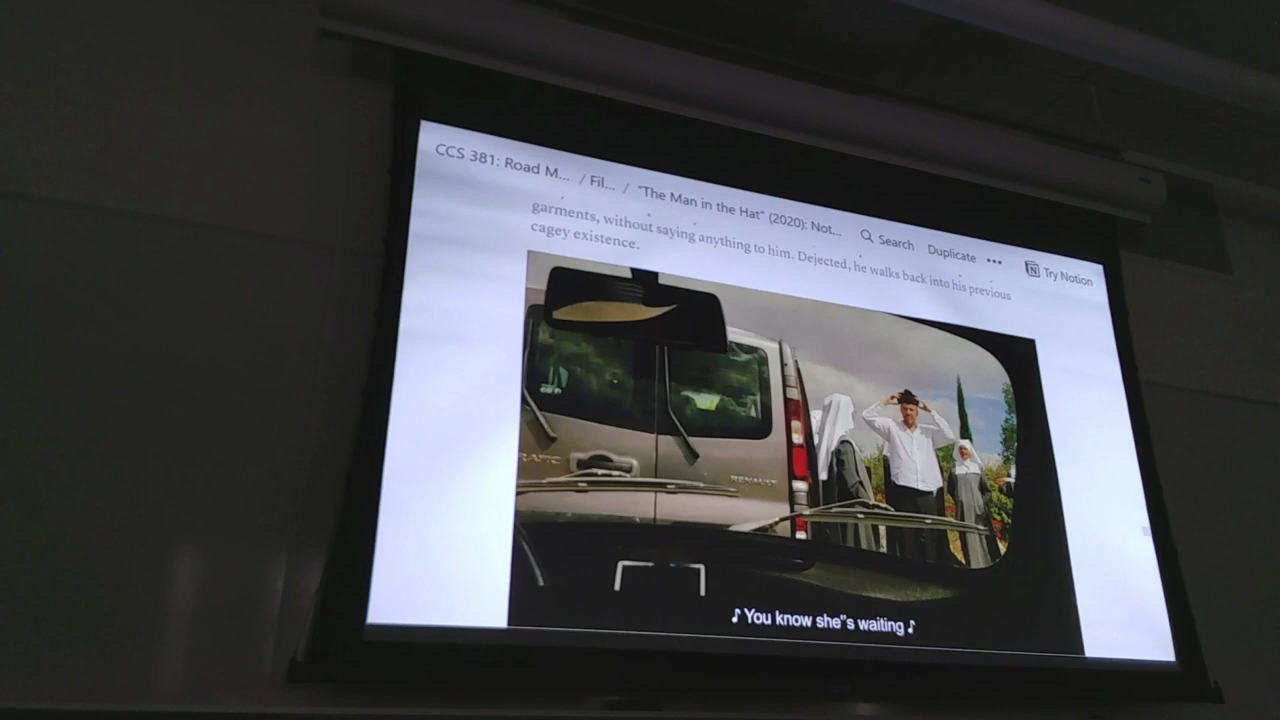 CCS 381: Road M... / Fil... / "The Man in the Hat" (2020): Not...
Search Duplicate ••• Try Notion
garments, without saying anything to him. Dejected, he walks back into his previous
cagey existence.
RAFIC
RENAULT
♪ You know she"s waiting ♪